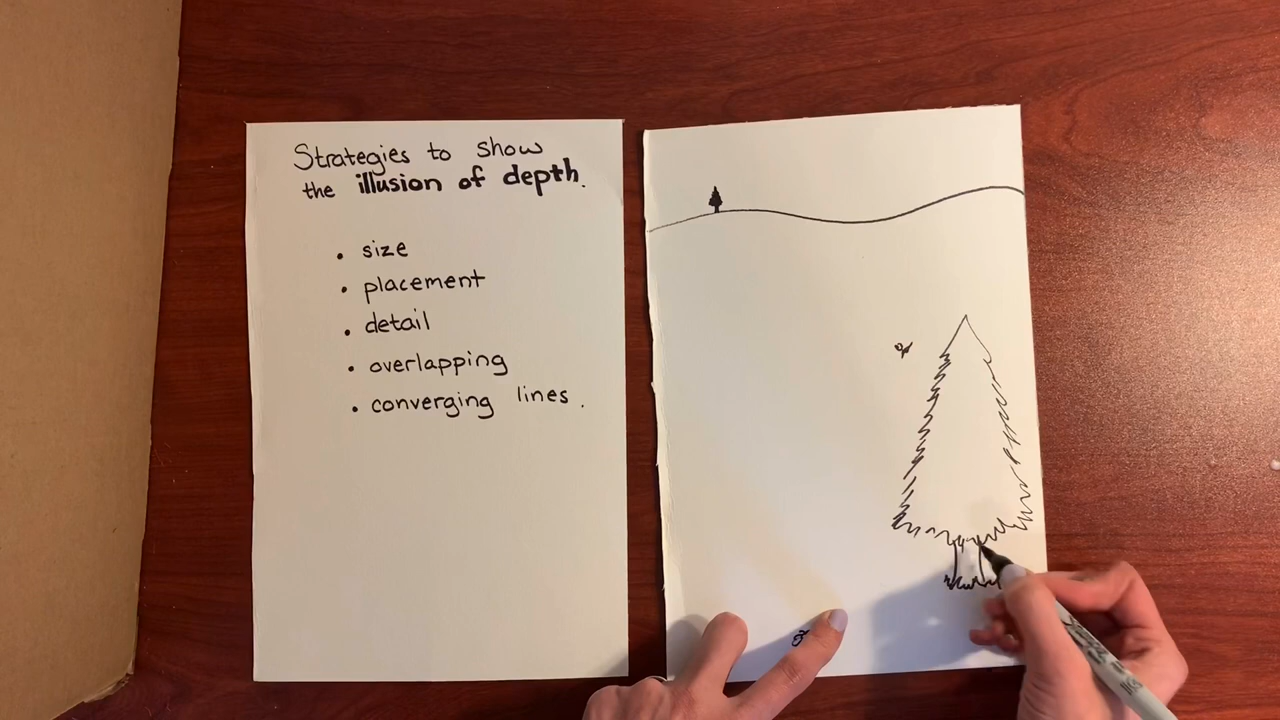 Strategies to show
the illusion of depth.
• size
• placement
• detail
• overlapping
• converging lines.